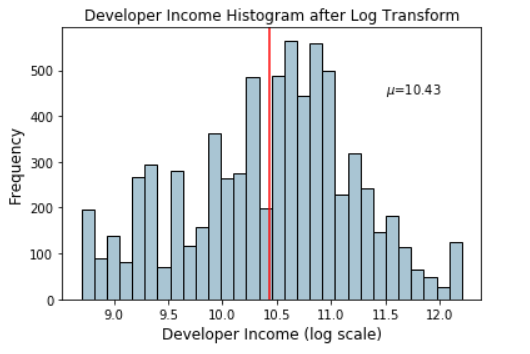 Developer Income Histogram after Log Transform
500
400
300
200
100
0
Frequency
μ=10.43
9.0 9.5 10.0 10.5 11.0 11.5 12.0
Developer Income (log scale)